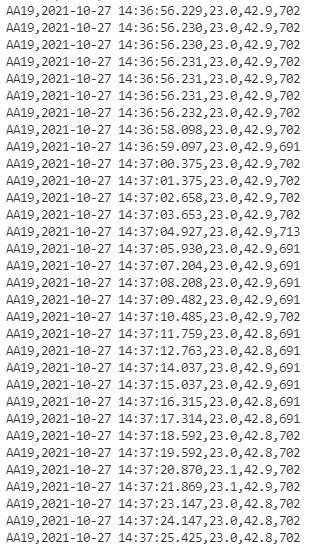 AA19,2021-10-27 14:36:56.229,23.0,42.9,702
AA19,2021-10-27 14:36:56.230,23.0,42.9,702
AA19,2021-10-27 14:36:56.230,23.0,42.9,702
AA19,2021-10-27 14:36:56.231,23.0,42.9,702
AA19,2021-10-27 14:36:56.231,23.0,42.9,702
AA19,2021-10-27 14:36:56.231,23.0,42.9,702
AA19,2021-10-27 14:36:56.232,23.0,42.9,702
AA19,2021-10-27 14:36:58.098,23.0,42.9,702
AA19,2021-10-27 14:36:59.097,23.0,42.9,691
AA19,2021-10-27 14:37:00.375,23.0,42.9,702
AA19,2021-10-27 14:37:01.375,23.0,42.9,702
AA19,2021-10-27 14:37:02.658,23.0,42.9,702
AA19,2021-10-27 14:37:03.653,23.0,42.9,702
AA19,2021-10-27 14:37:04.927,23.0,42.9,713
AA19,2021-10-27 14:37:05.930,23.0,42.9,691
AA19,2021-10-27 14:37:07.204,23.0,42.9,691
AA19,2021-10-27 14:37:08.208,23.0,42.9,691
AA19,2021-10-27 14:37:09.482,23.0,42.9,691
AA19,2021-10-27 14:37:10.485,23.0,42.9,702
AA19,2021-10-27 14:37:11.759,23.0,42.8,691
AA19,2021-10-27 14:37:12.763,23.0,42.8,691
AA19,2021-10-27 14:37:14.037,23.0,42.9,691
AA19,2021-10-27 14:37:15.037,23.0,42.9,691
AA19,2021-10-27 14:37:16.315,23.0,42.8,691
AA19,2021-10-27 14:37:17.314,23.0,42.8,691
AA19,2021-10-27 14:37:18.592,23.0,42.8,702
AA19,2021-10-27 14:37:19.592,23.0,42.8,702
AA19,2021-10-27 14:37:20.870,23.1,42.9,702
AA19,2021-10-27 14:37:21.869,23.1,42.9,702
AA19,2021-10-27 14:37:23.147,23.0,42.8,702
AA19,2021-10-27 14:37:24.147,23.0,42.8,702
AA19,2021-10-27 14:37:25.425,23.0,42.8,702